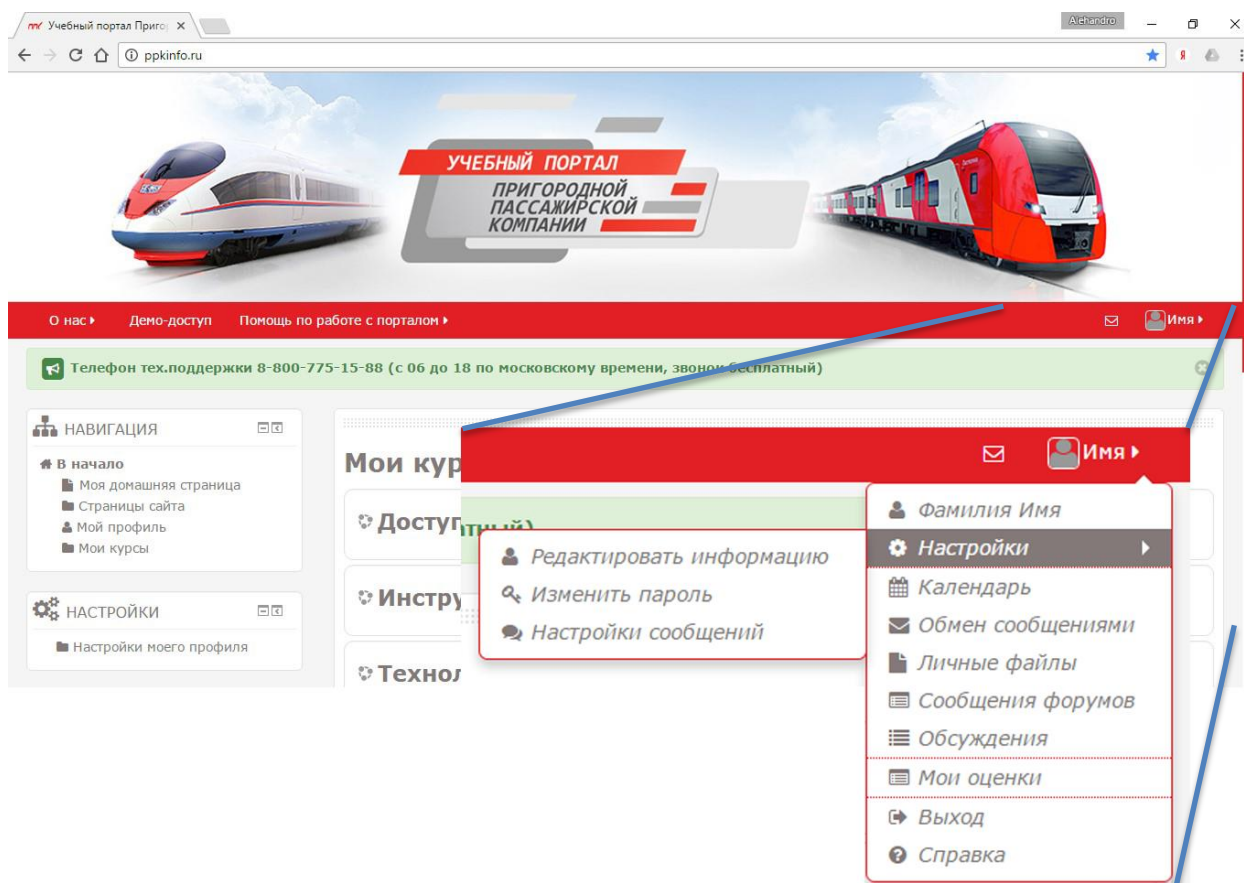 Учебный портал Приго
Alehandro
ppkinfo.ru
УЧЕБНЫЙ ПОРТАЛ
ПРИГОРОДНОЙ
ПАССАЖИРСКОЙ
КОМПАНИИ
О нас Демо-доступ Помощь по работе с порталом Имя
Телефон тех.поддержки 8-800-775-15-88 (с 06 до 18 по московскому времени, звонок бесплатный)
НАВИГАЦИЯ
В начало
Моя домашняя страница
Страницы сайта
Мой профиль
Мои курсы
НАСТРОЙКИ
Настройки моего профиля
Мои кур
Доступ
Инстру
Технол
Имя
атный)
Редактировать информацию
Изменить пароль
Настройки сообщений
Фамилия Имя
Настройки
Календарь
Обмен сообщениями
Личные файлы
Сообщения форумов
Обсуждения
Мои оценки
Выход
Справка